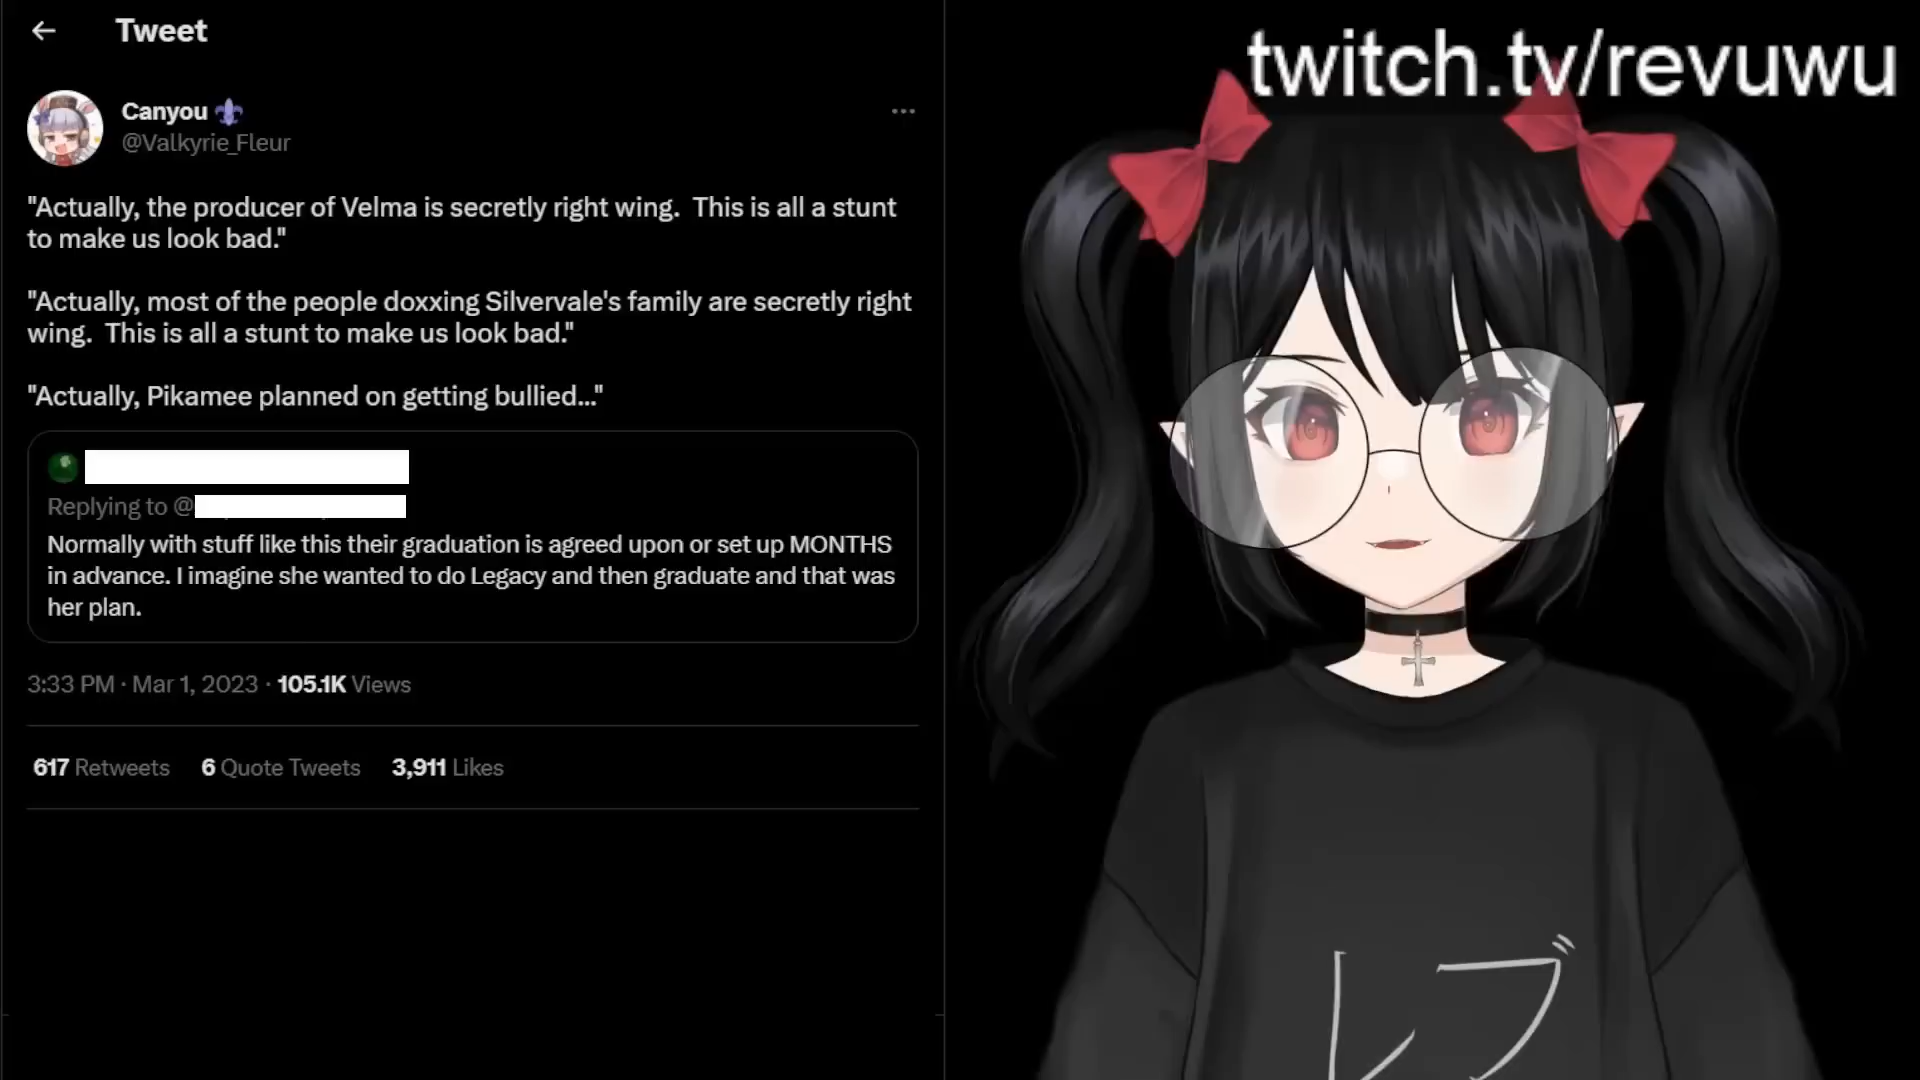 Tweet
twitch.tv/revuwu
Canyou
@Valkyrie_Fleur
"Actually, the producer of Velma is secretly right wing.  This is all a stunt
to make us look bad."
"Actually, most of the people doxxing Silvervale's family are secretly right
wing.  This is all a stunt to make us look bad."
"Actually, Pikamee planned on getting bullied..."
Replying to @
Normally with stuff like this their graduation is agreed upon or set up MONTHS
in advance. I imagine she wanted to do Legacy and then graduate and that was
her plan.
3:33 PM · Mar 1, 2023 · 105.1K Views
617 Retweets 6 Quote Tweets 3,911 Likes
レブ